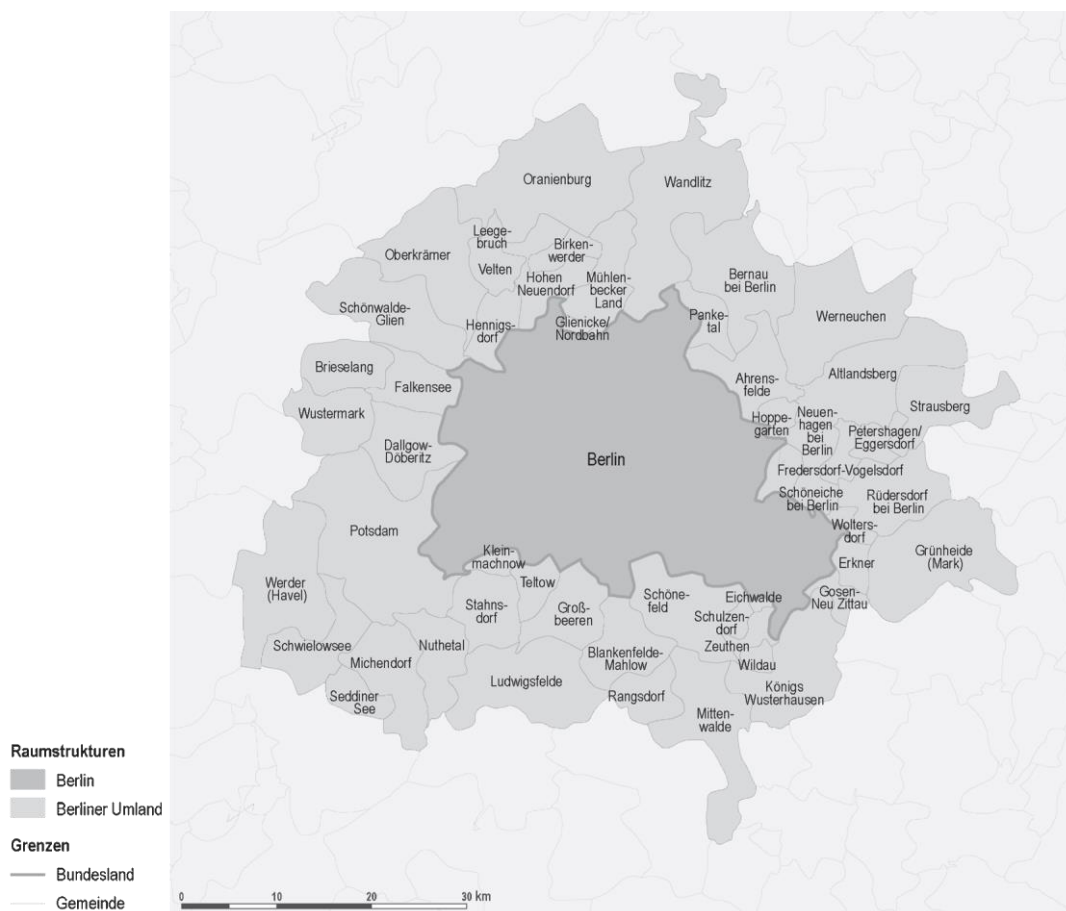 Oranienburg
Wandlitz
Leege-
bruch
Birken-
werder
Oberkrämer
Velten
Hohen
Neuendorf
Mühlen-
becker
Land
Bernau
bei Berlin
Schönwalde-
Glien
Hennigs-
dorf
Glienicke/
Nordbahn
Panke-
tal
Werneuchen
Brieselang
Falkensee
Ahrens-
felde
Altlandsberg
Wustermark
Strausberg
Hoppe-
garten
Neuen-
hagen
bei
Berlin
Petershagen/
Eggersdorf
Dallgow-
Döberitz
Berlin
Fredersdorf-Vogelsdorf
Schöneiche
bei Berlin
Rüdersdorf
bei Berlin
Potsdam
Wolters-
dorf
Klein-
machnow
Grünheide
(Mark)
Erkner
Werder
(Havel)
Teltow
Schöne-
feld
Eichwalde
Gosen-
Neu Zittau
Stahns-
dorf
Groß-
beeren
Schulzen-
dorf
Schwielowsee
Nuthetal
Zeuthen
Michendorf
Blankenfelde-
Mahlow
Wildau
Ludwigsfelde
Königs
Wusterhausen
Seddiner
See
Rangsdorf
Mitten-
walde
Raumstrukturen
Berlin
Berliner Umland
Grenzen
Bundesland
Gemeinde
0 10 20 30 km